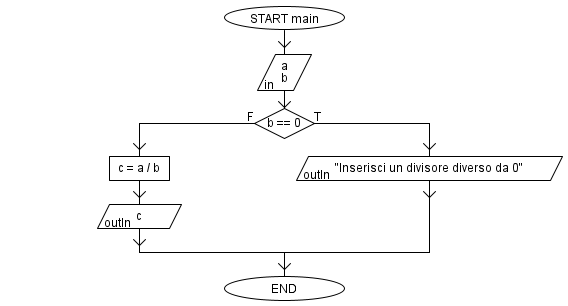 START main
a
b
in
F
b == 0
T
c = a / b
"Inserisci un divisore diverso da 0"
outln
c
outln
END